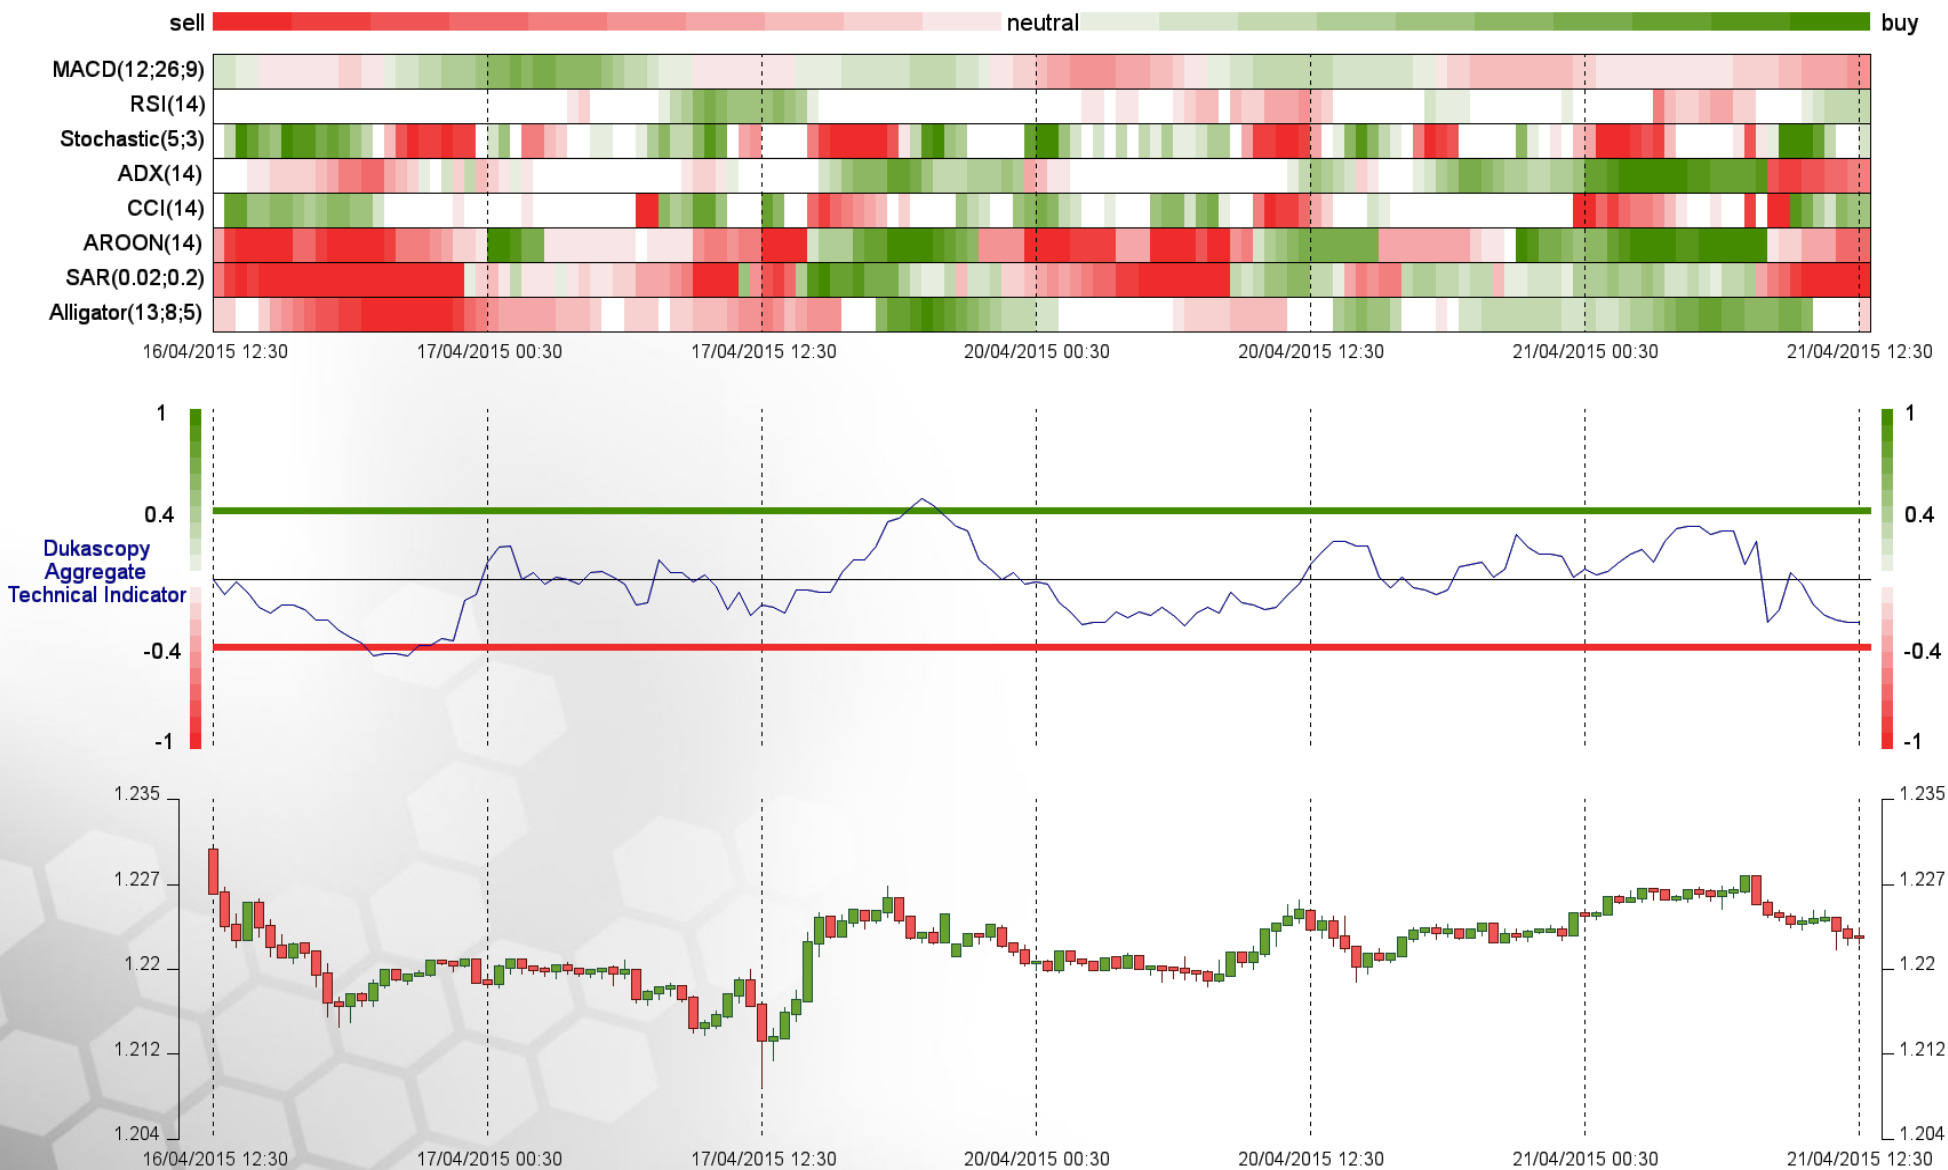 sell neutral buy
MACD(12;26;9)
RSI(14)
Stochastic(5;3)
ADX(14)
CCI(14)
AROON(14)
SAR(0.02;0.2)
Alligator(13;8;5)
16/04/2015 12:30 17/04/2015 00:30 17/04/2015 12:30 20/04/2015 00:30 20/04/2015 12:30 21/04/2015 00:30 21/04/2015 12:30
1 1
0.4 0.4
Dukascopy
Aggregate
Technical Indicator
-0.4 -0.4
-1 -1
1.235 1.235
1.227 1.227
1.22 1.22
1.212 1.212
1.204 1.204
16/04/2015 12:30 17/04/2015 00:30 17/04/2015 12:30 20/04/2015 00:30 20/04/2015 12:30 21/04/2015 00:30 21/04/2015 12:30